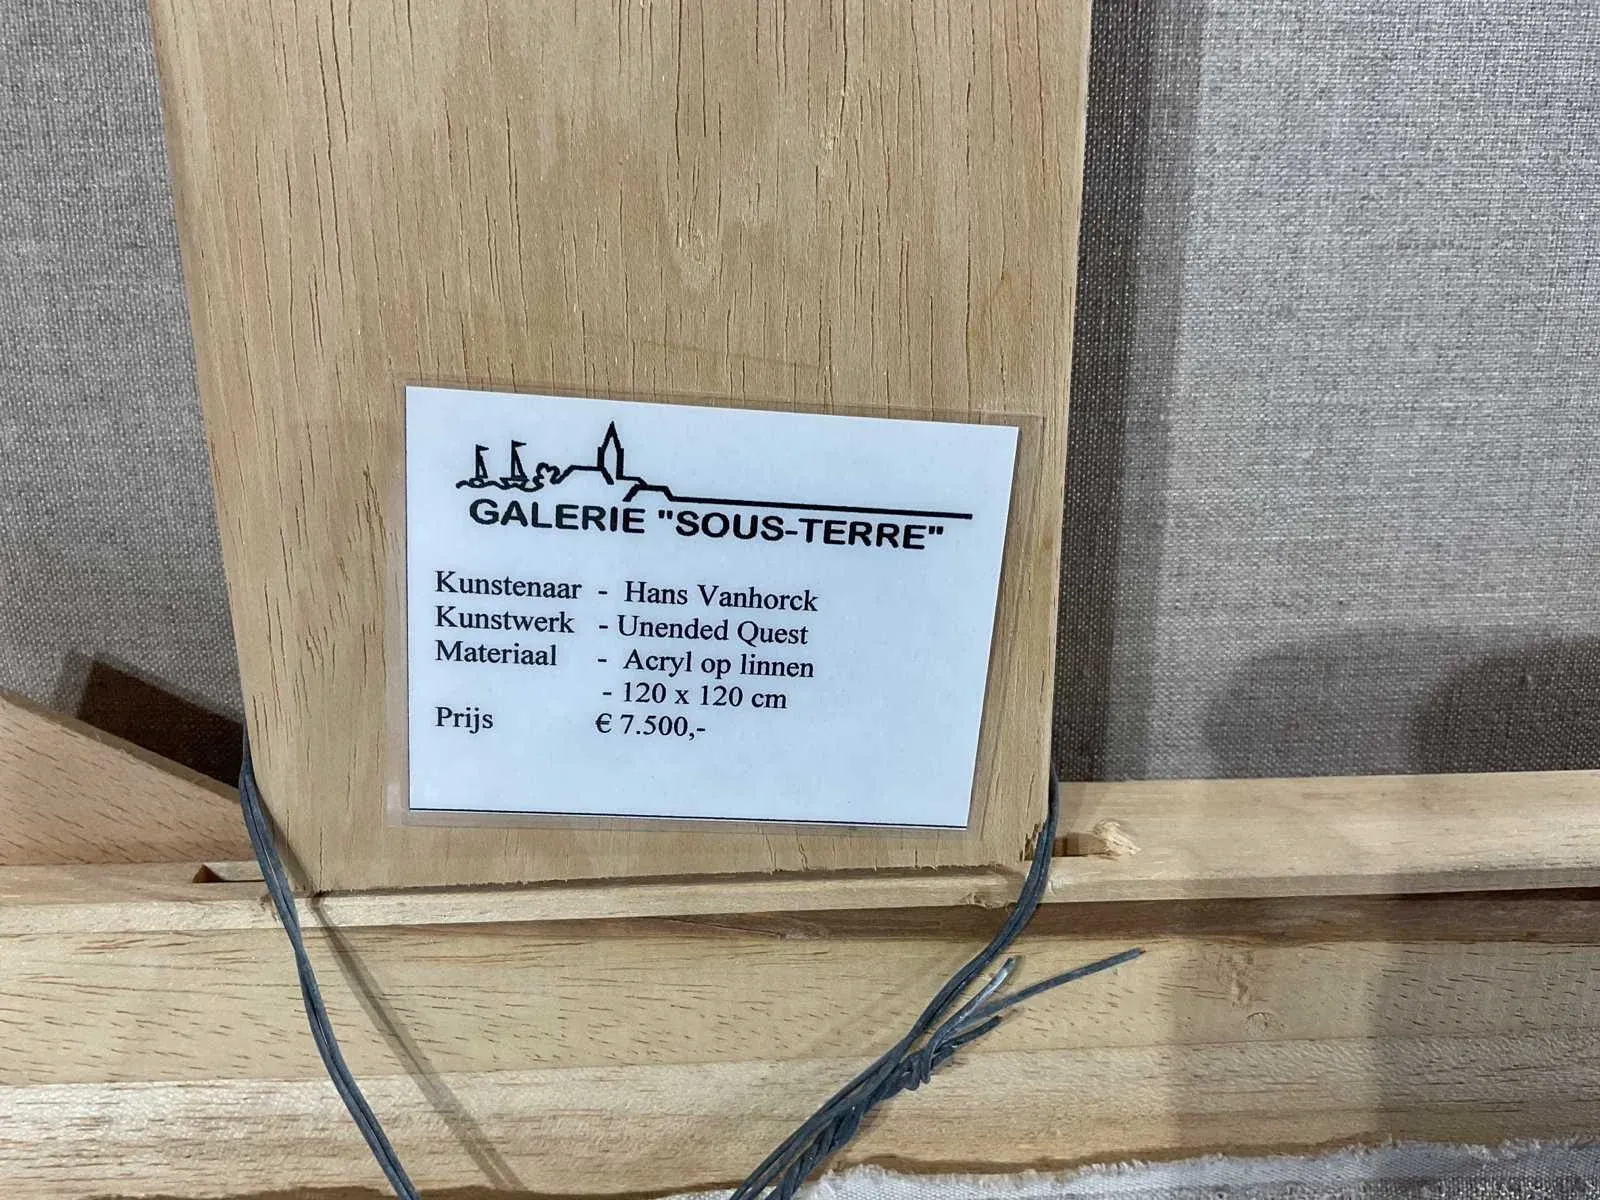 GALERIE "SOUS-TERRE"
Kunstenaar - Hans Vanhorck
Kunstwerk - Unended Quest
Materiaal - Acryl op linnen
- 120 x 120 cm
Prijs € 7.500,-